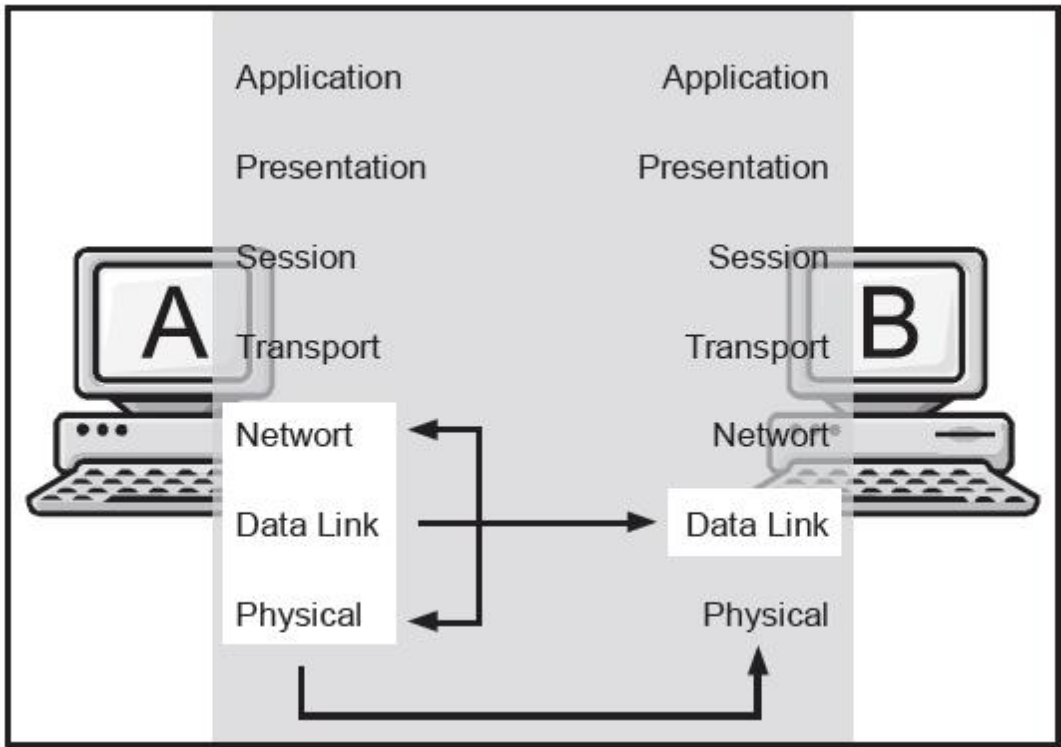 Application Application
Presentation Presentation
Session Session
A B
Transport Transport
Networt Networt
Data Link Data Link
Physical Physical